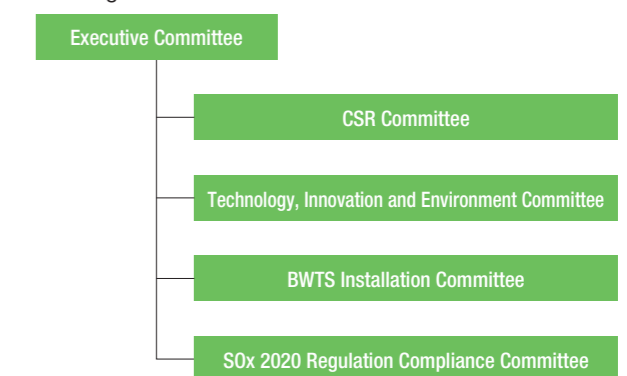 Executive Committee
CSR Committee
Technology, Innovation and Environment Committee
BWTS Installation Committee
SOx 2020 Regulation Compliance Committee